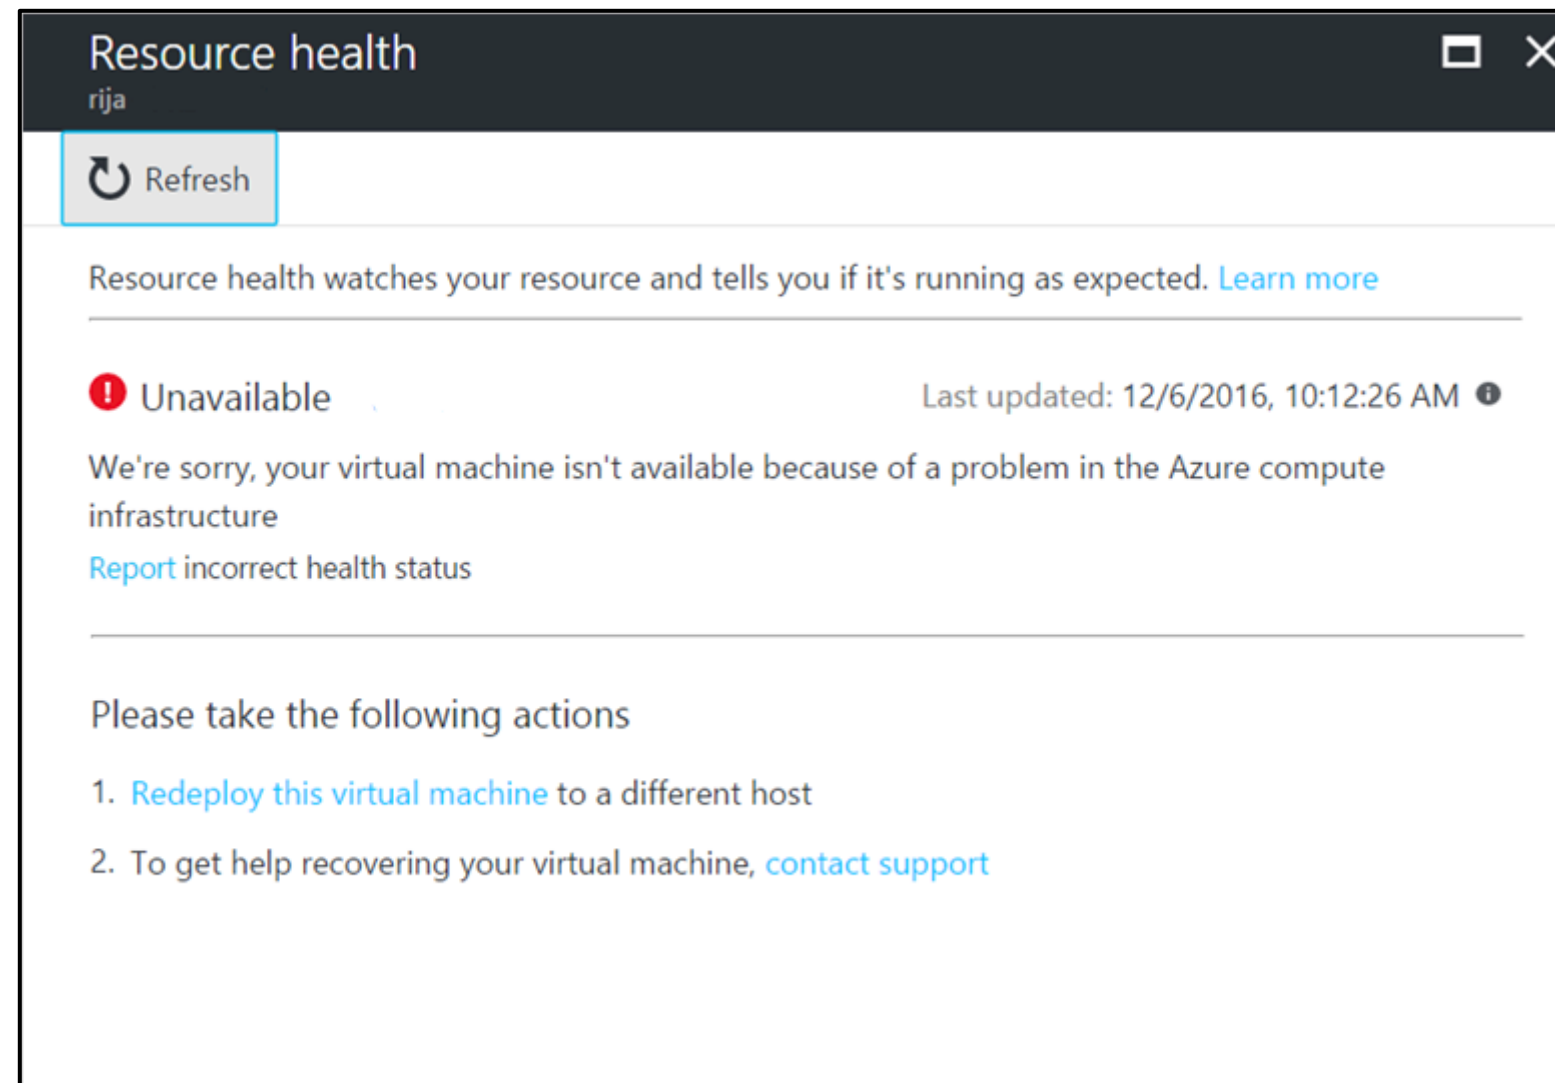 Resource health
rija
Refresh
Resource health watches your resource and tells you if it's running as expected. Learn more
Unavailable
Last updated: 12/6/2016, 10:12:26 AM
We're sorry, your virtual machine isn't available because of a problem in the Azure compute
infrastructure
Report incorrect health status
Please take the following actions
1. Redeploy this virtual machine to a different host
2. To get help recovering your virtual machine, contact support